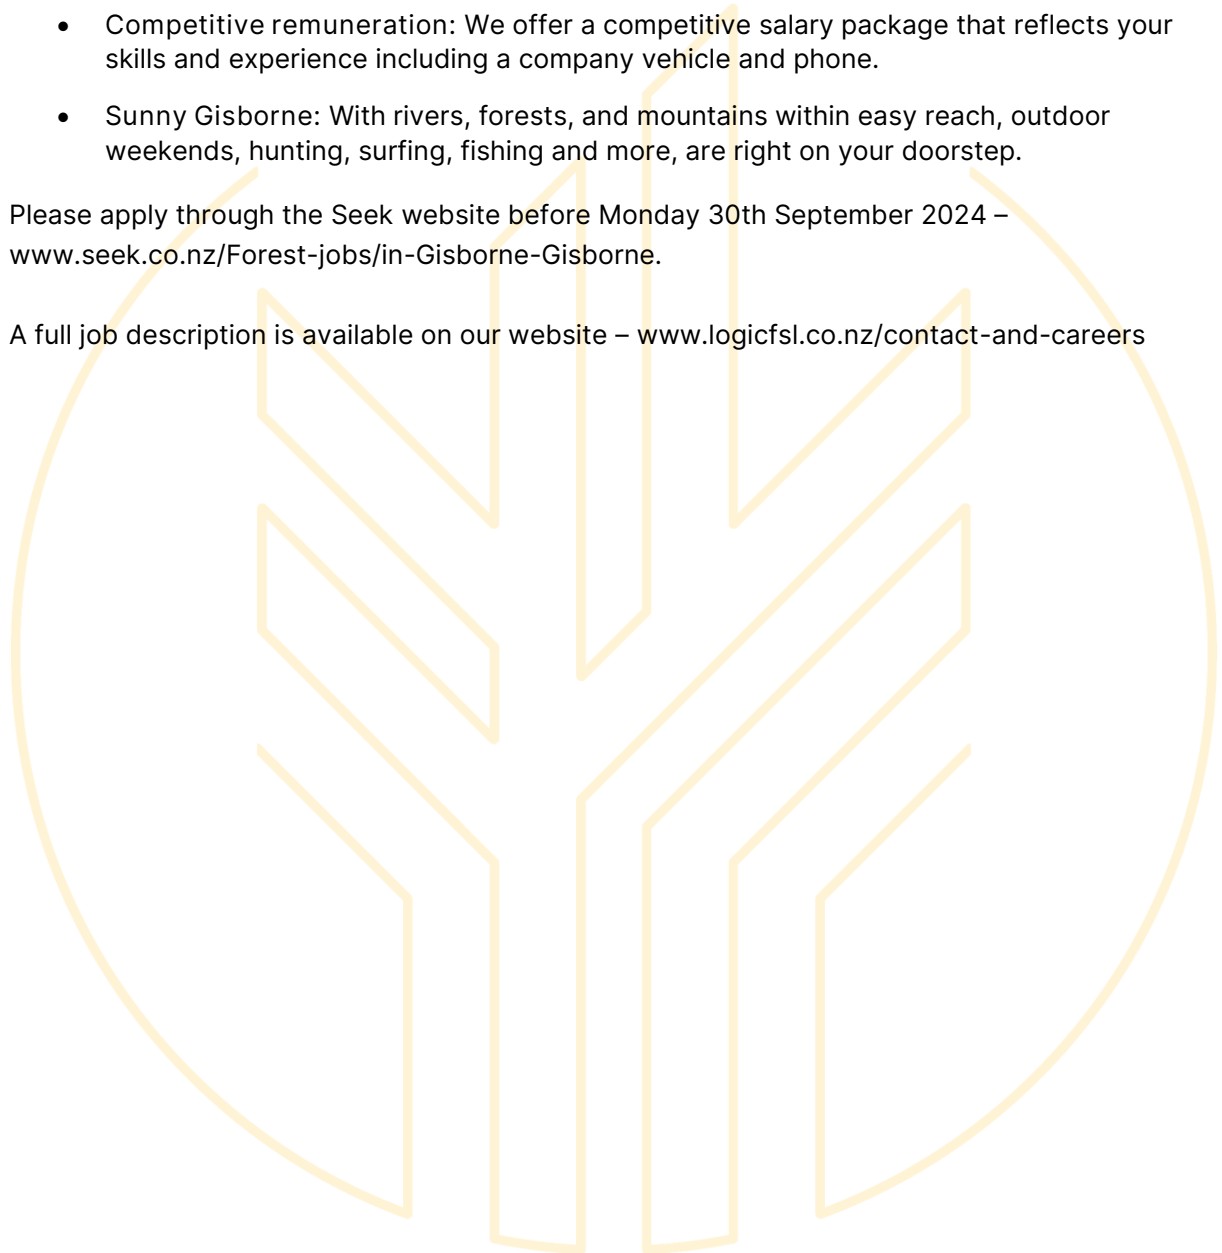 • Competitive remuneration: We offer a competitive salary package that reflects your
skills and experience including a company vehicle and phone.
• Sunny Gisborne: With rivers, forests, and mountains within easy reach, outdoor
weekends, hunting, surfing, fishing and more, are right on your doorstep.
Please apply through the Seek website before Monday 30th September 2024 –
www.seek.co.nz/Forest-jobs/in-Gisborne-Gisborne.
A full job description is available on our website – www.logicfsl.co.nz/contact-and-careers